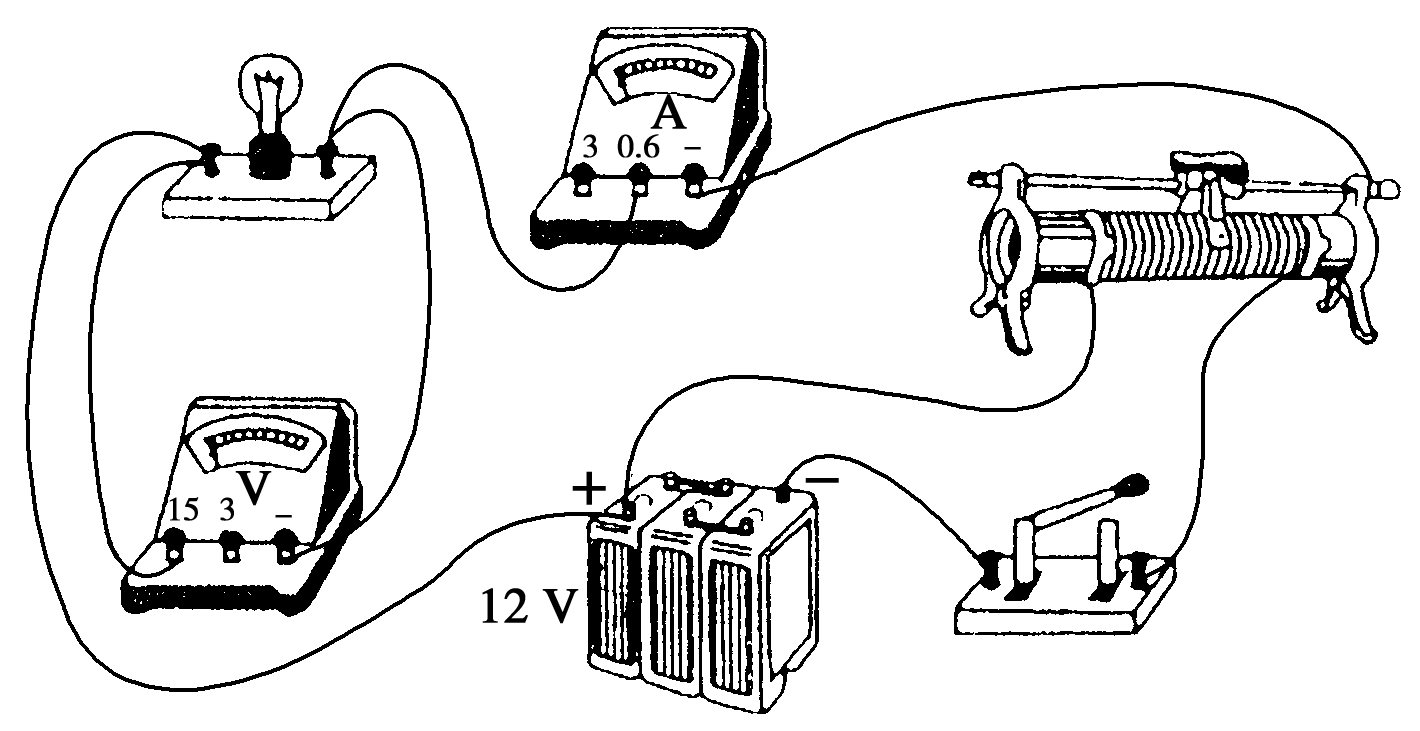 A
3 0.6 –
V
15 3 –
+ –
12 V